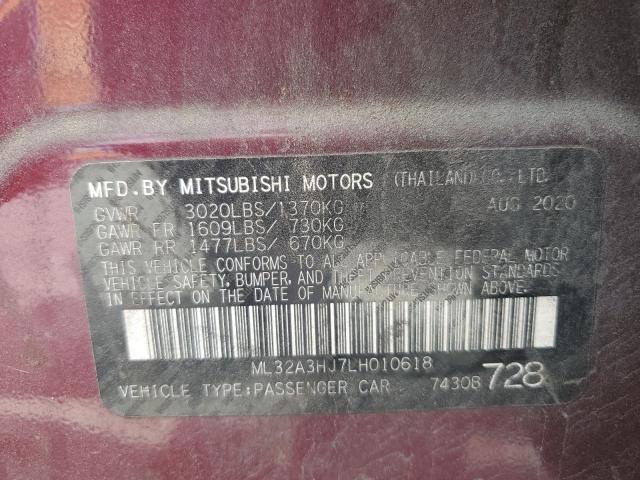 MFD.BY MITSUBISHI MOTORS (THAILAND)CO.,LTD.
GVWR 3020LBS/1370KG AUG 2020
GAWR FR 1609LBS/ 730KG
GAWR RR 1477LBS/ 670KG
THIS VEHICLE CONFORMS TO ALL APPLICABLE FEDERAL MOTOR
VEHICLE SAFETY, BUMPER, AND THEFT PREVENTION STANDARDS
IN EFFECT ON THE DATE OF MANUFACTURE SHOWN ABOVE.
ML32A3HJ7LH010618
VEHICLE TYPE:PASSENGER CAR 7430B 728